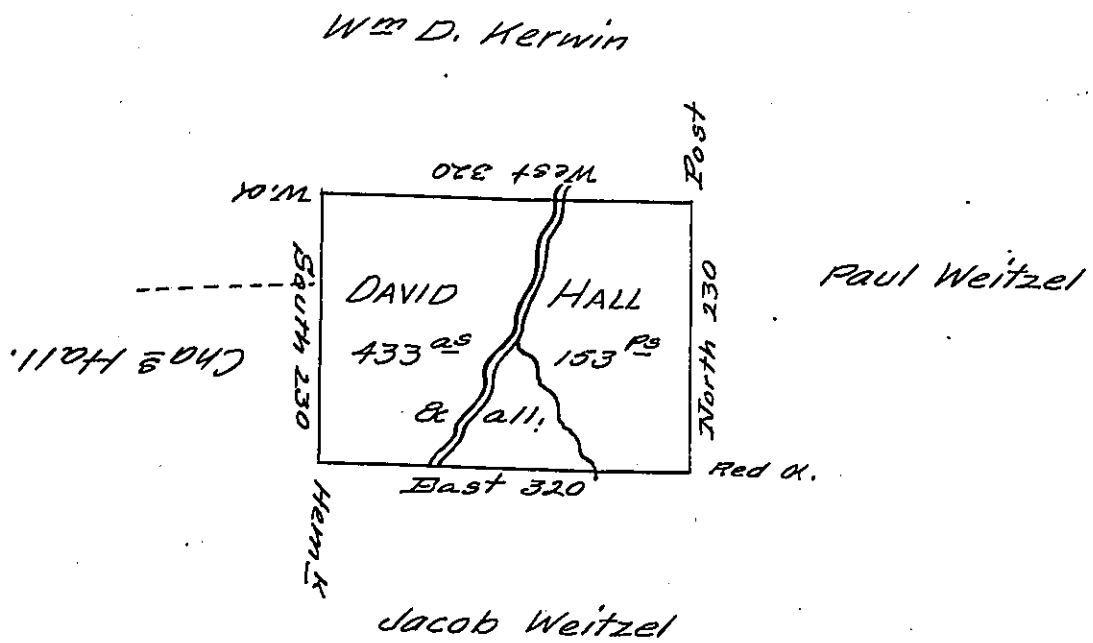 Wm D. Kerwin
Post
West 320
W.o
South 230
DAVID HALL
433 as 153 Ps
& all.
North 230
Paul Weitzel
Chas Hall.
East 320
Red o.
Hemk
Jacob Weitzel